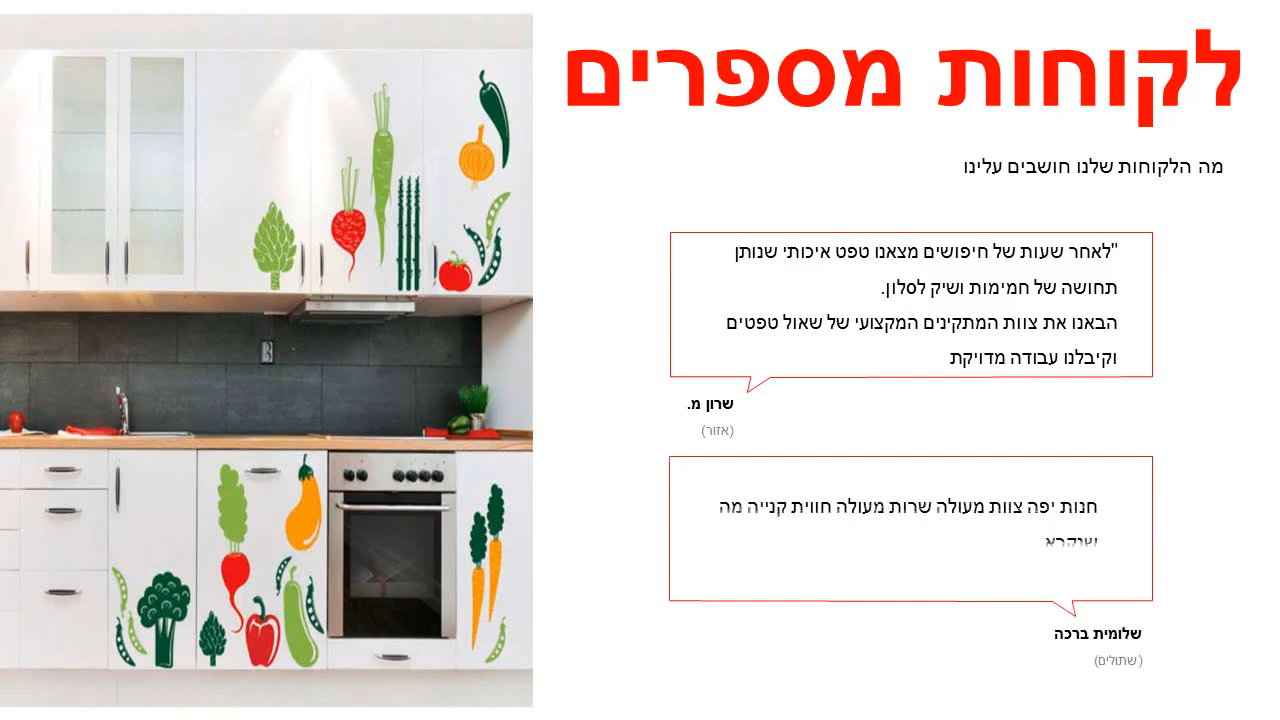 לקוחות מספרים
מה הלקוחות שלנו חושבים עלינו
"לאחר שעות של חיפושים מצאנו טפט איכותי שנותן
תחושה של חמימות ושיק לסלון.
הבאנו את צוות המתקינים המקצועי של שאול טפטים
וקיבלנו עבודה מדויקת
שרון מ.
(אזור)
חנות יפה צוות מעולה שרות מעולה חווית קנייה מה
שנקרא
שלומית ברכה
(שתולים)